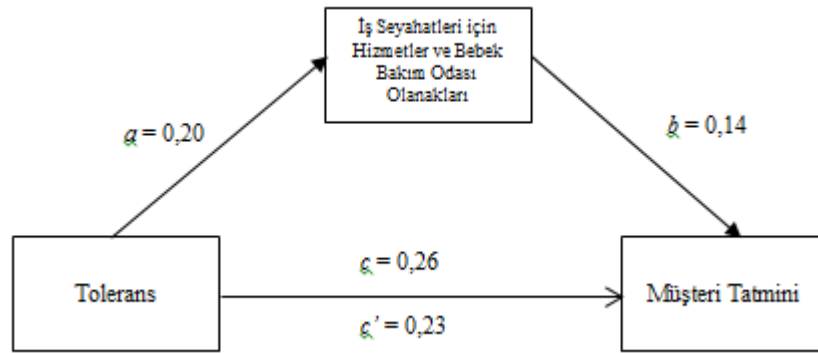 İş Seyahatleri için
Hizmetler ve Bebek
Bakım Odası
Olanakları
a = 0,20
b = 0,14
Tolerans
c = 0,26
c’ = 0,23
Müşteri Tatmini